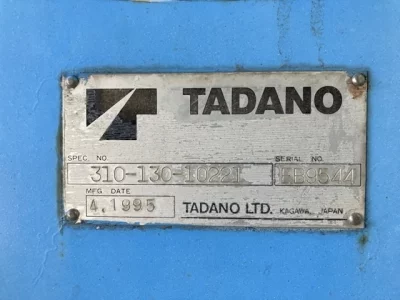 TADANO
SPEC. NO. SERIAL NO.
310-130-10221
MFG. DATE
4,1995 TADANO LTD. KAGAWA, JAPAN